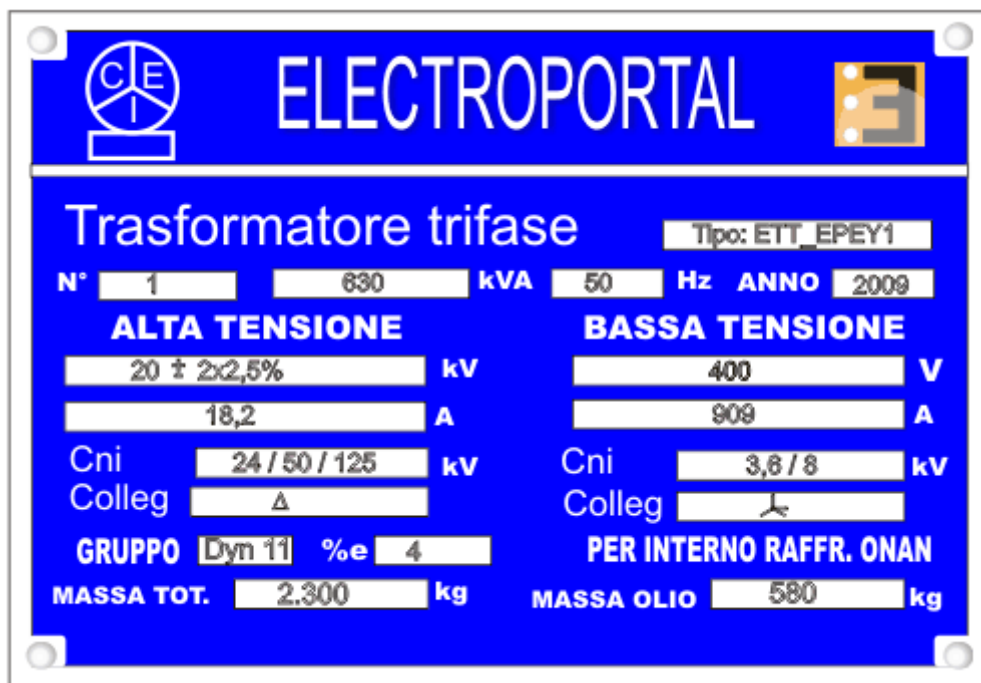 C E I
ELECTROPORTAL
Trasformatore trifase
Tipo: ETT_EPEY1
N° 1 630 kVA 50 Hz ANNO 2009
ALTA TENSIONE BASSA TENSIONE
20 ± 2x2,5% kV 400 V
18,2 A 909 A
Cni 24 / 50 / 125 kV Cni 3,6 / 8 kV
Colleg Δ Colleg
GRUPPO Dyn 11 %e 4 PER INTERNO RAFFR. ONAN
MASSA TOT. 2.300 kg MASSA OLIO 580 kg